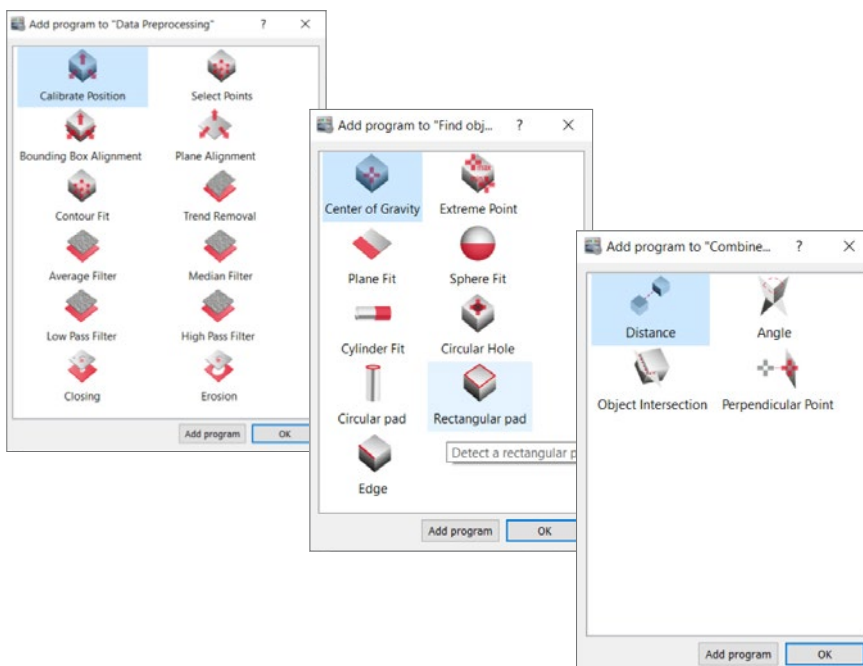 Add program to "Data Preprocessing" ? ×
Calibrate Position Select Points
Bounding Box Alignment Plane Alignment
Contour Fit Trend Removal
Average Filter Median Filter
Low Pass Filter High Pass Filter
Closing Erosion
Add program OK
Add program to "Find obj... ? ×
max
Center of Gravity Extreme Point
Plane Fit Sphere Fit
Cylinder Fit Circular Hole
Circular pad Rectangular pad
Detect a rectangular p
Edge
Add program OK
Add program to "Combine... ? ×
Distance Angle
Object Intersection Perpendicular Point
Add program OK